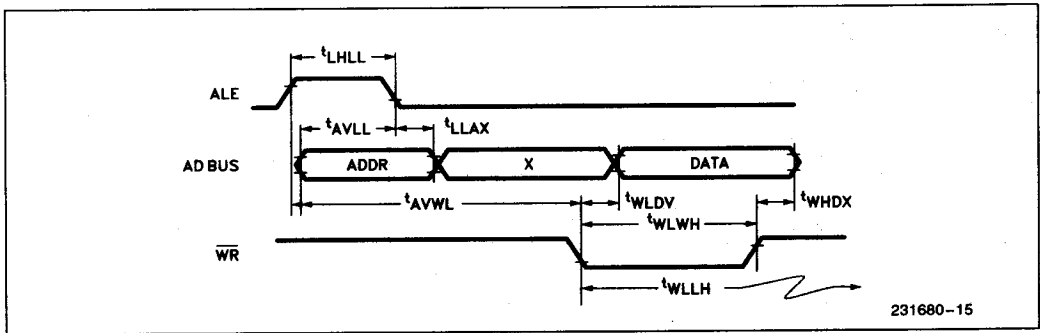 tLHLL
ALE
tAVLL
tLLAX
AD BUS
ADDR
X
DATA
tAVWL
tWLDV
tWHDX
tWLWH
WR
tWLLH
231680-15